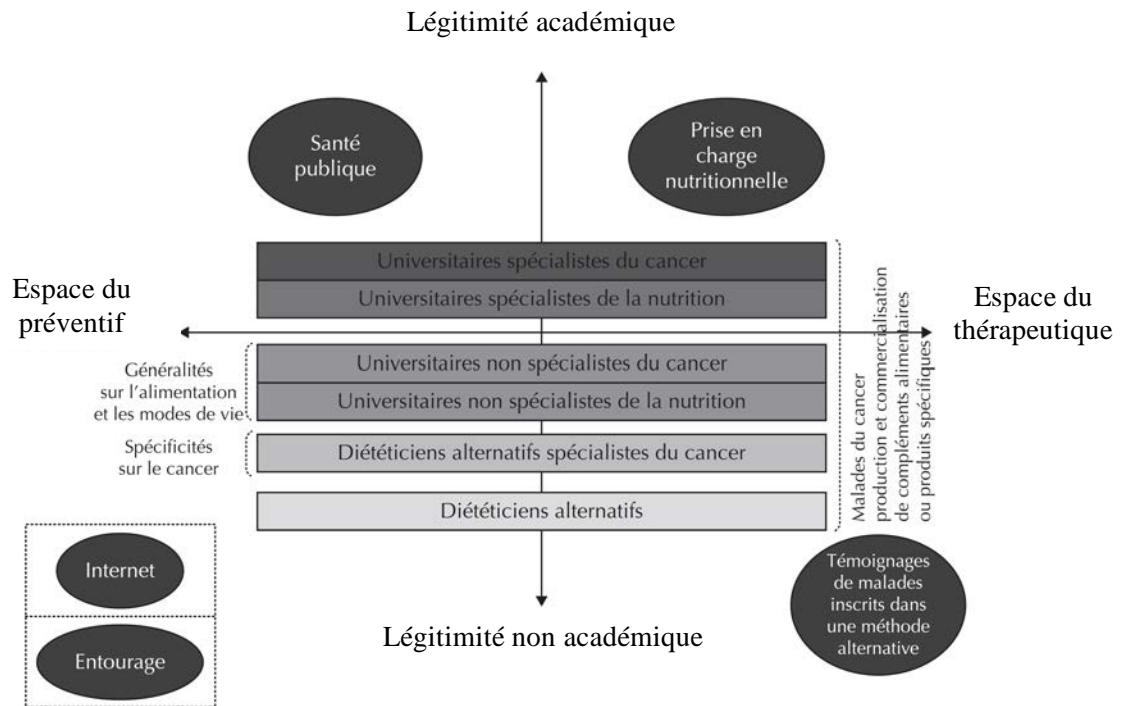 Légitimité académique
Santé
publique
Prise en
charge
nutritionnelle
Universitaires spécialistes du cancer
Universitaires spécialistes de la nutrition
Espace du
préventif
Espace du
thérapeutique
Universitaires non spécialistes du cancer
Universitaires non spécialistes de la nutrition
Généralités
sur l'alimentation
et les modes de vie
Spécificités
sur le cancer
Diététiciens alternatifs spécialistes du cancer
Diététiciens alternatifs
Malades du cancer
production et commercialisation
de compléments alimentaires
ou produits spécifiques
Internet
Entourage
Témoignages
de malades
inscrits dans
une méthode
alternative
Légitimité non académique